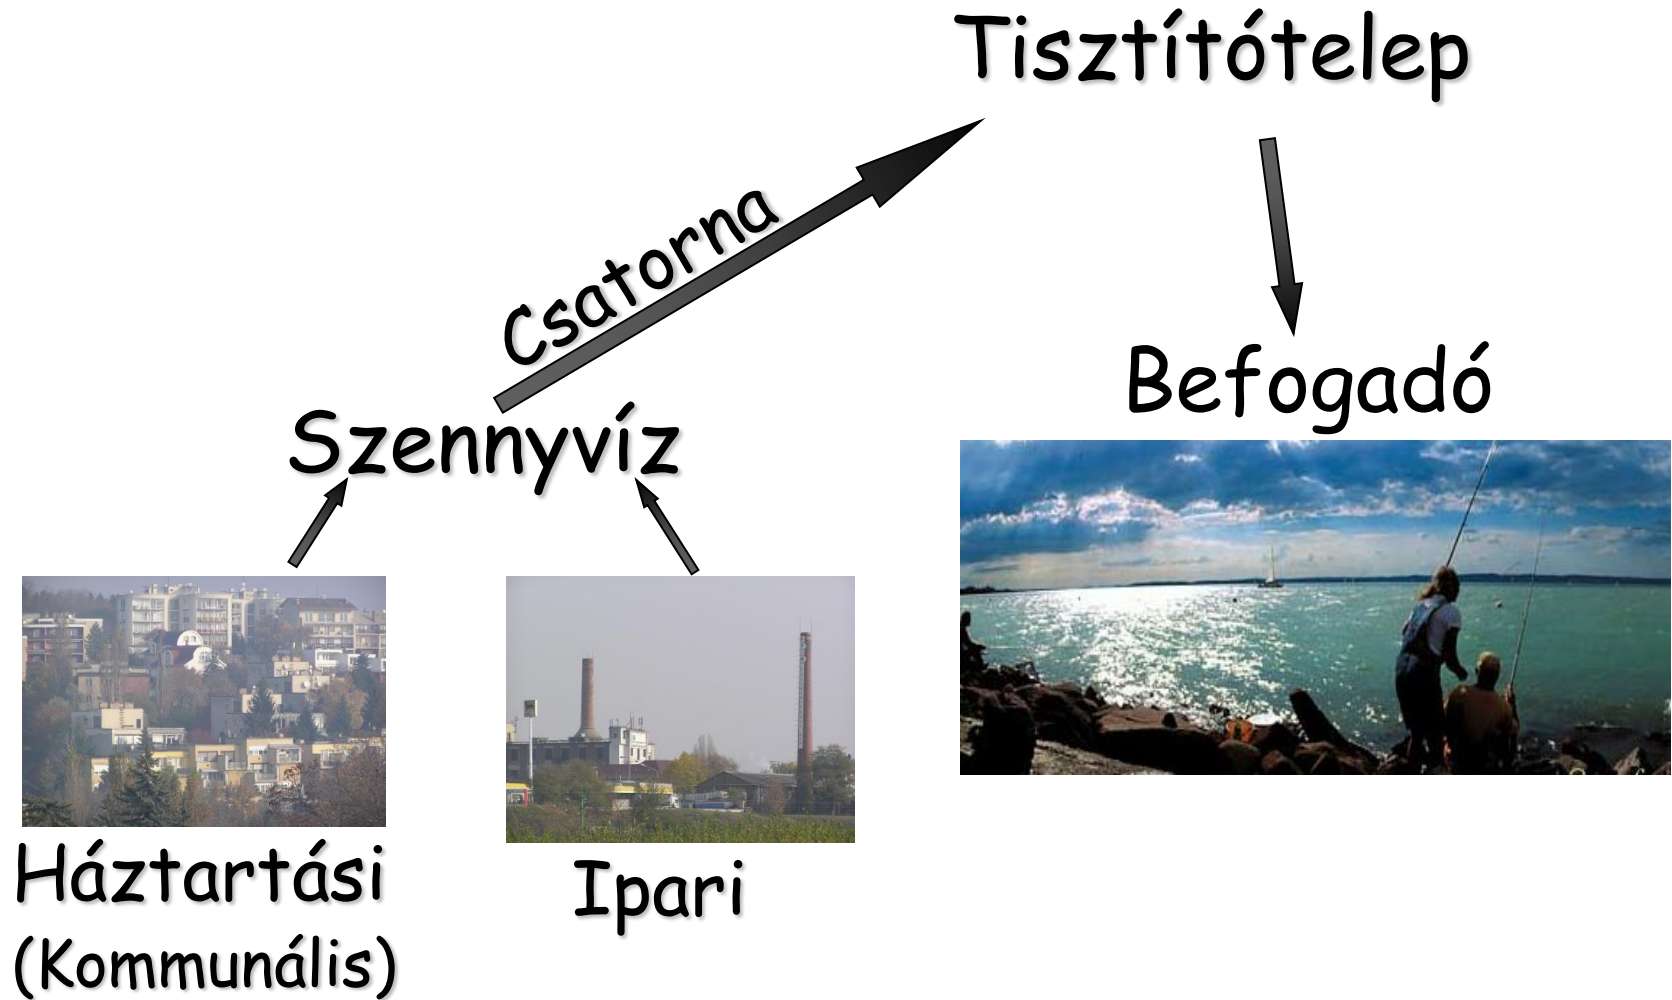 Tisztítótelep
Csatorna
Befogadó
Szennyvíz
Háztartási
(Kommunális)
Ipari